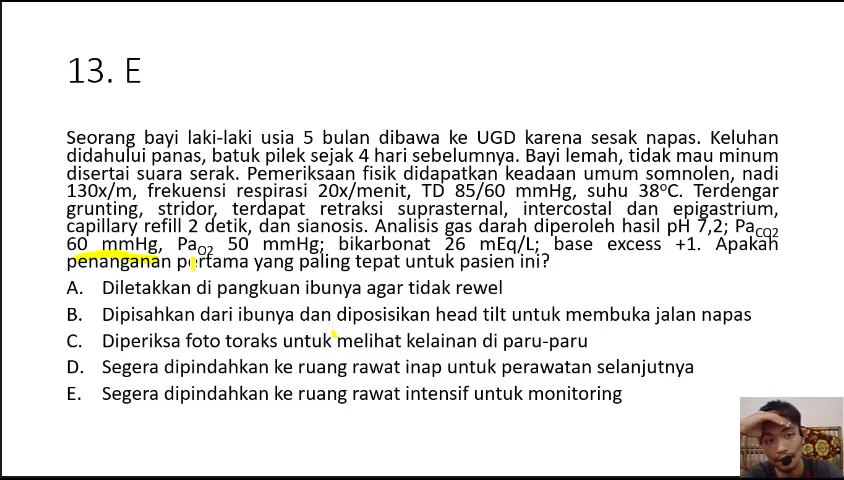 13. E
Seorang bayi laki-laki usia 5 bulan dibawa ke UGD karena sesak napas. Keluhan
didahului panas, batuk pilek sejak 4 hari sebelumnya. Bayi lemah, tidak mau minum
disertai suara serak. Pemeriksaan fisik didapatkan keadaan umum somnolen, nadi
130x/m, frekuensi respirasi 20x/menit, TD 85/60 mmHg, suhu 38°C. Terdengar
grunting, stridor, terdapat retraksi suprasternal, intercostal dan epigastrium,
capillary refill 2 detik, dan sianosis. Analisis gas darah diperoleh hasil pH 7,2; PaCO2
60 mmHg, PaO2 50 mmHg; bikarbonat 26 mEq/L; base excess +1. Apakah
penanganan pertama yang paling tepat untuk pasien ini?
A. Diletakkan di pangkuan ibunya agar tidak rewel
B. Dipisahkan dari ibunya dan diposisikan head tilt untuk membuka jalan napas
C. Diperiksa foto toraks untuk melihat kelainan di paru-paru
D. Segera dipindahkan ke ruang rawat inap untuk perawatan selanjutnya
E. Segera dipindahkan ke ruang rawat intensif untuk monitoring